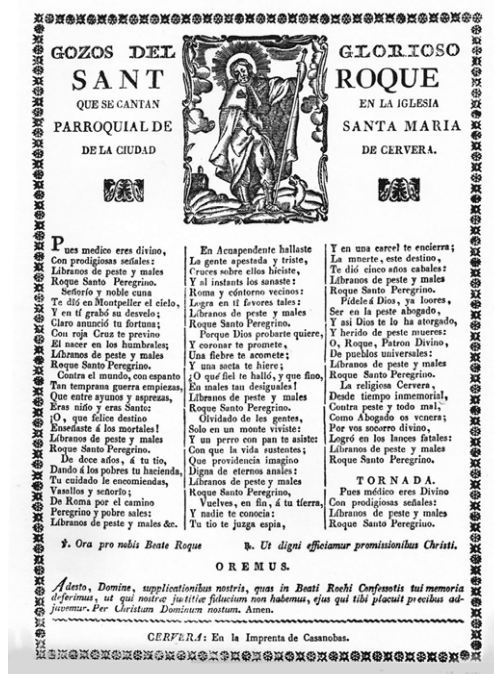 GOZOS DEL GLORIOSO
SANT ROQUE
QUE SE CANTAN EN LA IGLESIA
PARROQUIAL DE SANTA MARIA
DE LA CIUDAD DE CERVERA.
Pues medico eres divino,
Con prodigiosas señales:
Líbranos de peste y males
Roque Santo Peregrino.
Señorío y noble cuna
Te dió en Montpeller el cielo,
Y en tí grabó su desvelo;
Claro anunció tu fortuna;
Con roja Cruz te previno
El nacer en los humbrales;
Líbranos de peste y males
Roque Santo Peregrino.
Contra el mundo, con espanto
Tan temprana guerra empiezas,
Que entre ayunos y asprezas,
Eras niño y eras Santo:
¡O, que felice destino
Enseñaste á los mortales!
Líbranos de peste y males
Roque Santo Peregrino.
De doce años, á tu tio,
Dando á los pobres tu hacienda,
Tu cuidado le encomiendas,
Vasallos y señorío;
De Roma por el camino
Peregrino y pobre sales:
Líbranos de peste y males &c.
En Acuapendente hallaste
La gente apestada y triste,
Cruces sobre ellos hiciste,
Y al instants los sanaste:
Roma y cóntorno vecinos:
Logra en tí favores tales:
Líbranos de peste y males
Roque Santo Peregrino.
Porque Dios probarte quiere,
Y coronar te promete,
Una fiebre te acomete;
Y una saeta te hiere;
¿O qué fiel te halló, y que fino,
En males tan desiguales!
Líbranos de peste y males
Roque Santo Peregrino.
Olvidado de las gentes,
Solo en un monte viviste:
Y un perro con pan te asiste:
Con que la vida sustentes;
Que providencia imagino
Digna de eternos anales:
Líbranos de peste y males
Roque Santo Peregrino,
Vuelves, en fin, á tu tierra,
Y nadie te conocia:
Tu tio te juzga espia,
Y en una carcel te encierra;
La muerte, este destino,
Te dió cinco años cabales:
Líbranos de peste y males
Roque Santo Peregrino.
Pídele á Dios, ya loores,
Ser en la peste abogado,
Y asi Dios te lo ha otorgado,
Y herido de peste mueres:
O, Roque, Patron Divino,
De pueblos universales:
Líbranos de peste y males
Roque Santo Peregrino.
La religiosa Cervera,
Desde tiempo inmemorial,
Contra peste y todo mal,
Como Abogado os venera;
Por vos socorro divino,
Logró en los lances fatales:
Líbranos de peste y males
Roque Santo Peregrino.
TORNADA.
Pues médico eres Divino
Con prodigiosas señales:
Líbranos de peste y males
Roque Santo Peregrino.
℣. Ora pro nobis Beate Roque ℟. Ut digni efficiamur promissionibus Christi.
OREMUS.
Adesto, Domine, supplicationibus nostris, quas in Beati Rochi Confessotis tui memoria
deferimus, ut qui nostræ justitiæ fiducium non habemus, ejus qui tibi placuit precibus ad-
juvemur. Per Christum Dominum nostum. Amen.
CERVERA: En la Imprenta de Casanobas.